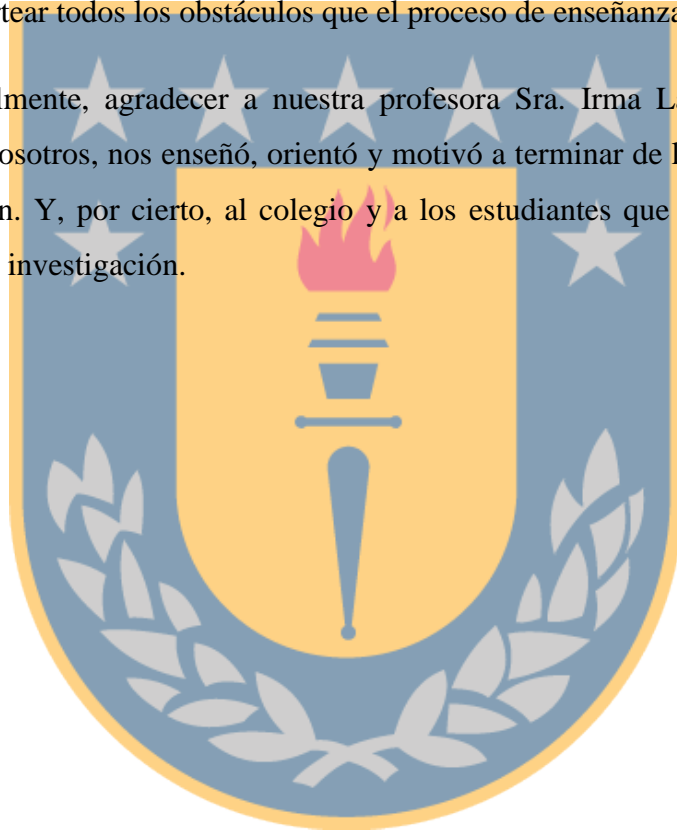 tear todos los obstáculos que el proceso de enseñanza
lmente, agradecer a nuestra profesora Sra. Irma La
osotros, nos enseñó, orientó y motivó a terminar de l
n. Y, por cierto, al colegio y a los estudiantes que
investigación.